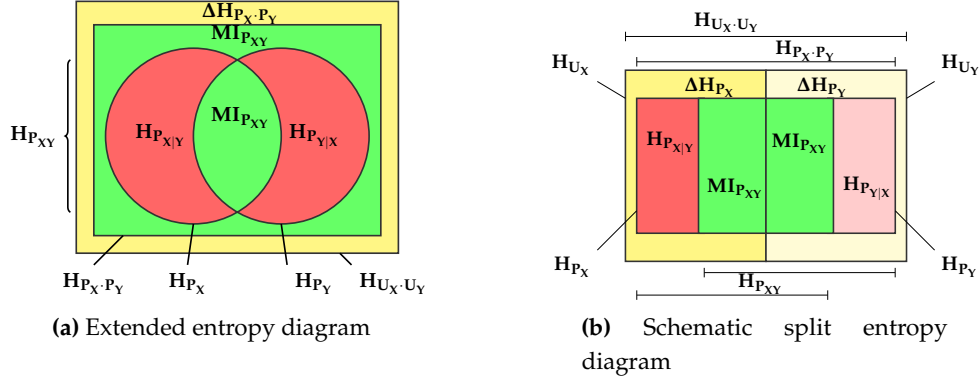 ΔH_{P_X·P_Y}
MI_{P_XY}
H_{P_XY}
H_{P_X|Y}
MI_{P_XY}
H_{P_Y|X}
H_{P_X·P_Y}
H_{P_X}
H_{P_Y}
H_{U_X·U_Y}
(a) Extended entropy diagram
H_{U_X·U_Y}
H_{P_X·P_Y}
H_{U_X}
H_{U_Y}
ΔH_{P_X}
ΔH_{P_Y}
H_{P_X|Y}
MI_{P_XY}
MI_{P_XY}
H_{P_Y|X}
H_{P_X}
H_{P_Y}
H_{P_XY}
(b) Schematic split entropy
diagram